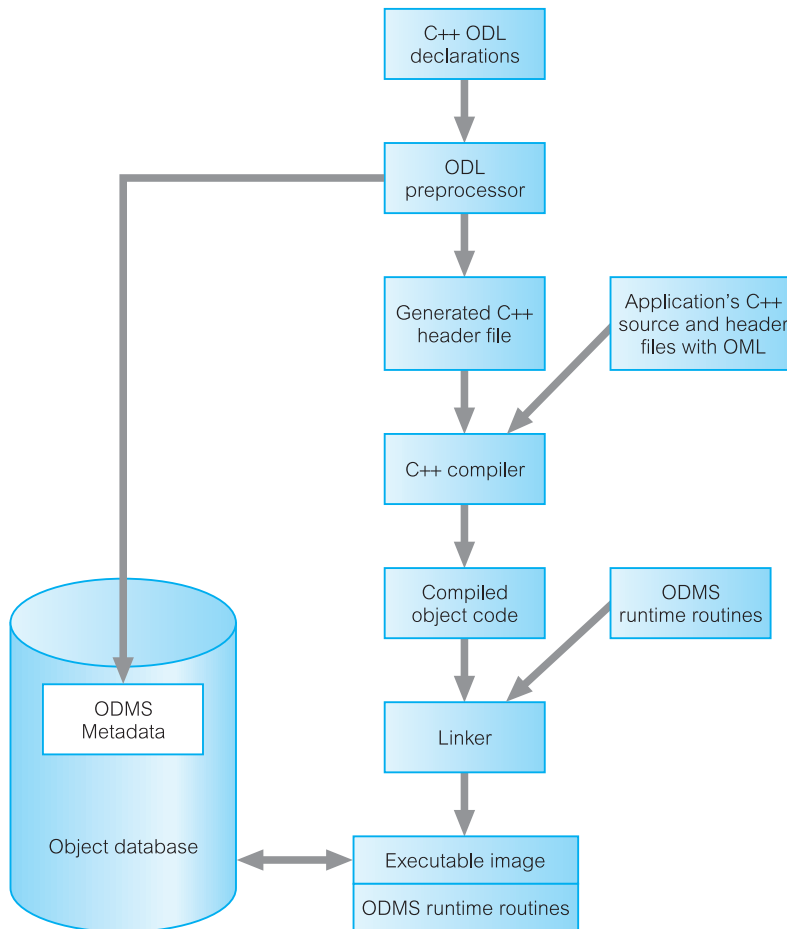 C++ ODL
declarations
ODL
preprocessor
Generated C++
header file
Application's C++
source and header
files with OML
C++ compiler
Compiled
object code
ODMS
runtime routines
ODMS
Metadata
Linker
Object database
Executable image
ODMS runtime routines